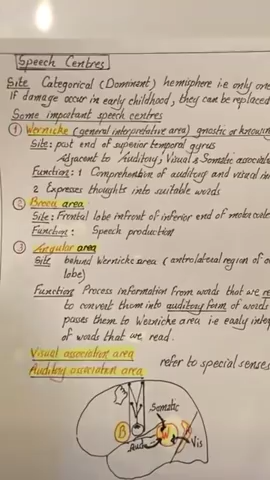 Speech Centres
Site Categorical (Dominant) hemisphere i.e only one
If damage occur in early childhood, they can be replaced
Some important speech centres
① Wernicke (general interpretative area) gnostic or knowing
Site: post end of superior temporal gyrus
Adjacent to Auditory, Visual & Somatic associatio
Function: 1 Comprehension of auditory and visual in
2 Expresses thoughts into suitable words
② Broca area
Site: Frontal lobe infront of inferior end of motor
Function: Speech production
③ Angular area
Site behind Wernicke area (antrolateral region of o
lobe)
Function Process information from words that we re
to convert them into auditory form of words
passes them to Wernicke area i.e early inte
of words that we read.
Visual association area
Auditory association area
refer to special senses
Somatic
B
W
Aud
Vis